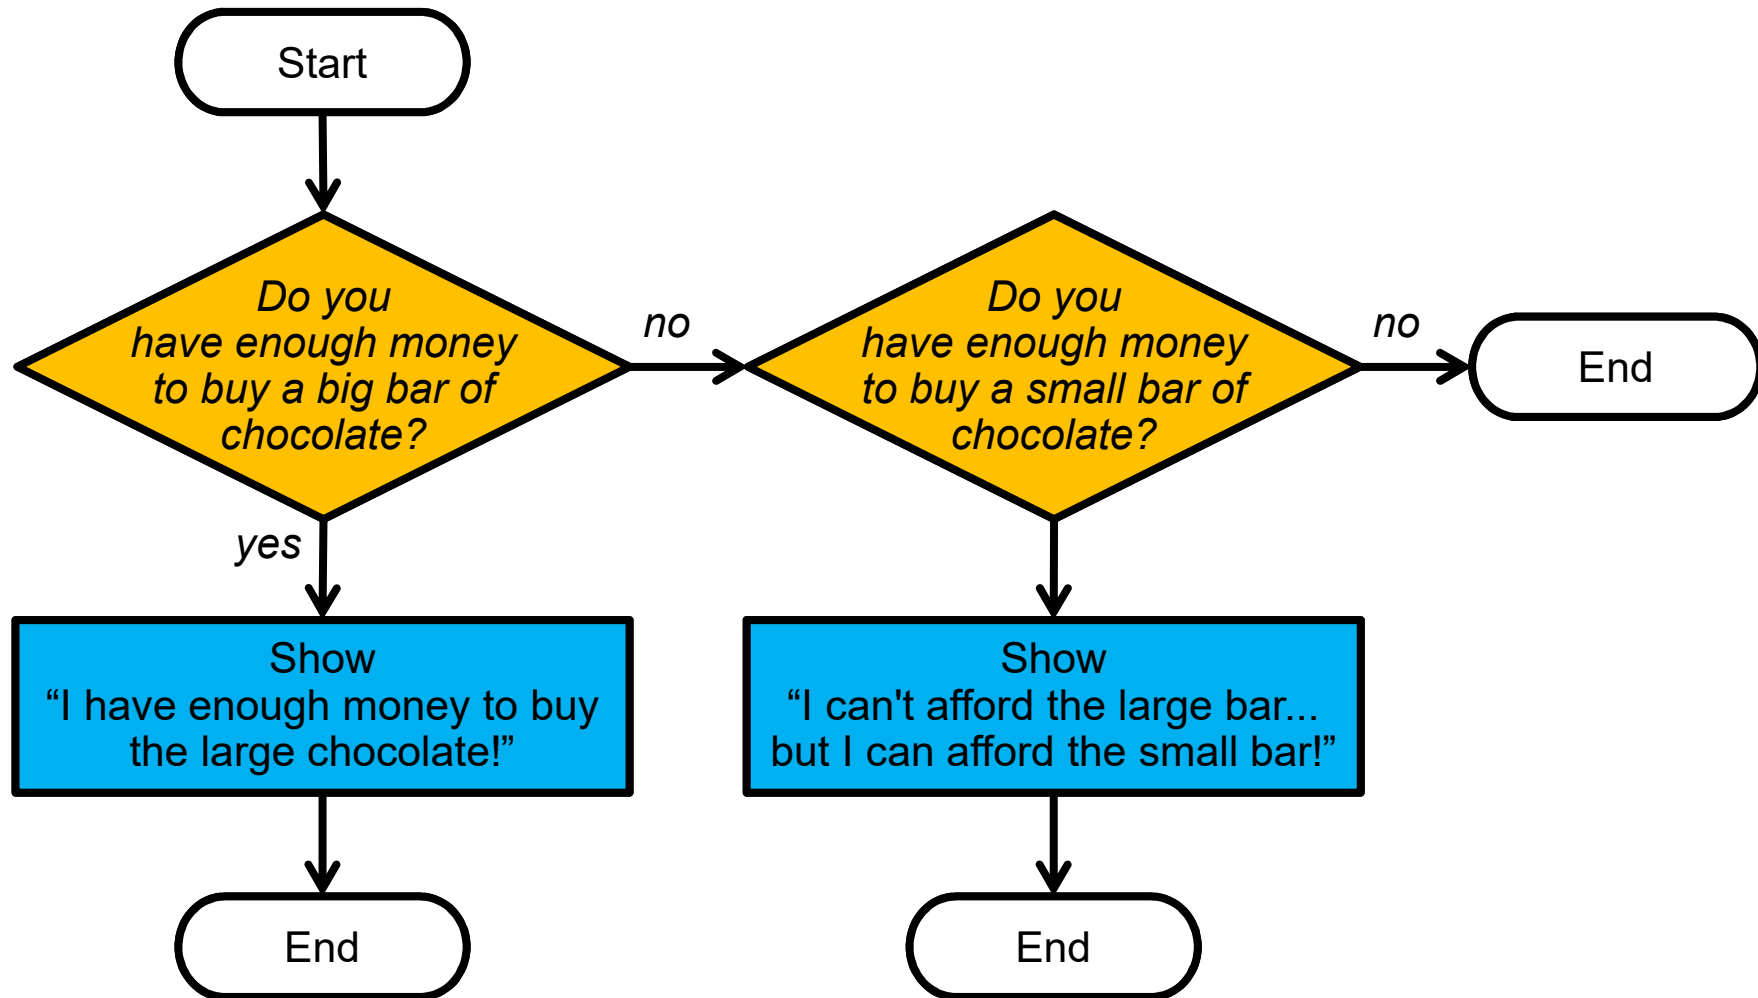 Start
Do you
have enough money
to buy a big bar of
chocolate?
no
Do you
have enough money
to buy a small bar of
chocolate?
no
End
yes
Show
“I have enough money to buy
the large chocolate!”
Show
“I can't afford the large bar...
but I can afford the small bar!”
End
End